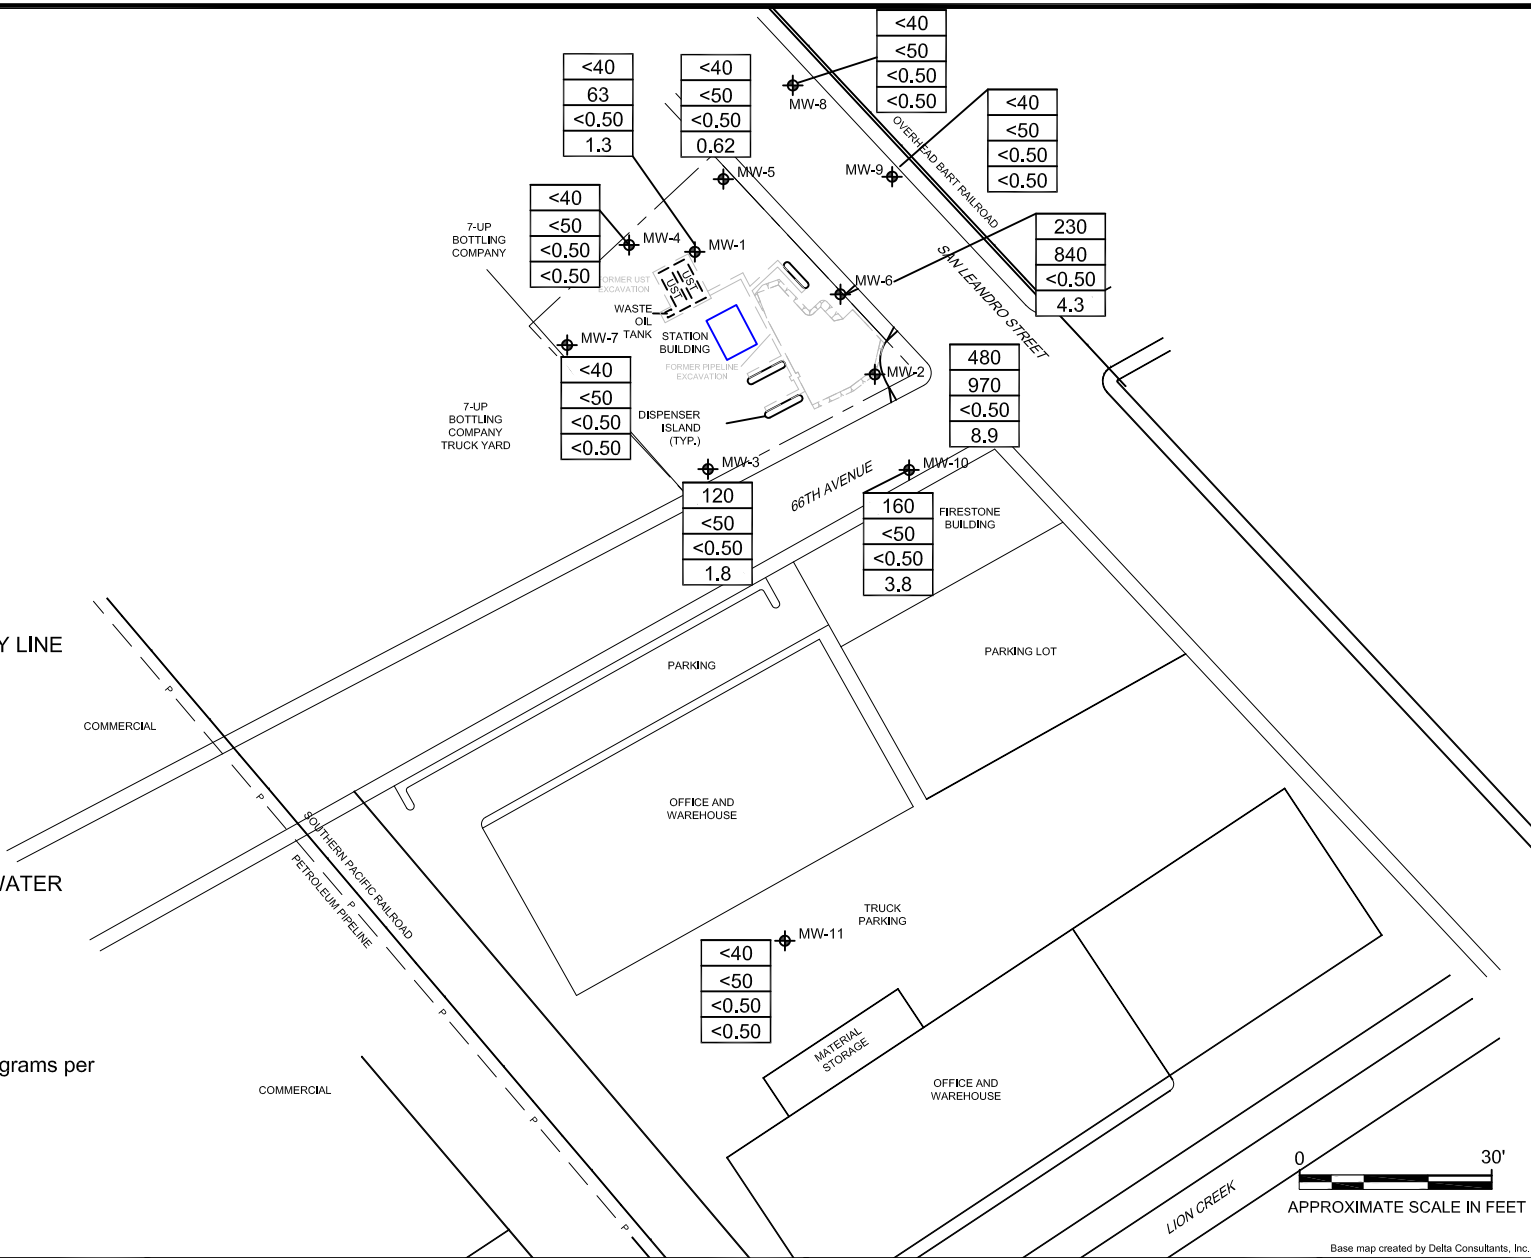 <40
<50
<0.50
<0.50
MW-8
<40
63
<0.50
1.3
<40
<50
<0.50
0.62
<40
<50
<0.50
<0.50
OVERHEAD BART RAILROAD
MW-9
MW-5
<40
<50
<0.50
<0.50
7-UP
BOTTLING
COMPANY
MW-4
MW-1
230
840
<0.50
4.3
SAN LEANDRO STREET
FORMER UST
EXCAVATION
UST
UST
MW-6
WASTE
OIL
TANK
STATION
BUILDING
MW-7
FORMER PIPELINE
EXCAVATION
<40
<50
<0.50
<0.50
MW-2
480
970
<0.50
8.9
7-UP
BOTTLING
COMPANY
TRUCK YARD
DISPENSER
ISLAND
(TYP.)
MW-3
66TH AVENUE
MW-10
120
<50
<0.50
1.8
160
<50
<0.50
3.8
FIRESTONE
BUILDING
Y LINE
PARKING
PARKING LOT
P
COMMERCIAL
P
OFFICE AND
WAREHOUSE
SOUTHERN PACIFIC RAILROAD
PETROLEUM PIPELINE
WATER
P
TRUCK
PARKING
MW-11
<40
<50
<0.50
<0.50
P
MATERIAL
STORAGE
grams per
COMMERCIAL
OFFICE AND
WAREHOUSE
P
P
LION CREEK
0 30'
APPROXIMATE SCALE IN FEET
Base map created by Delta Consultants, Inc.